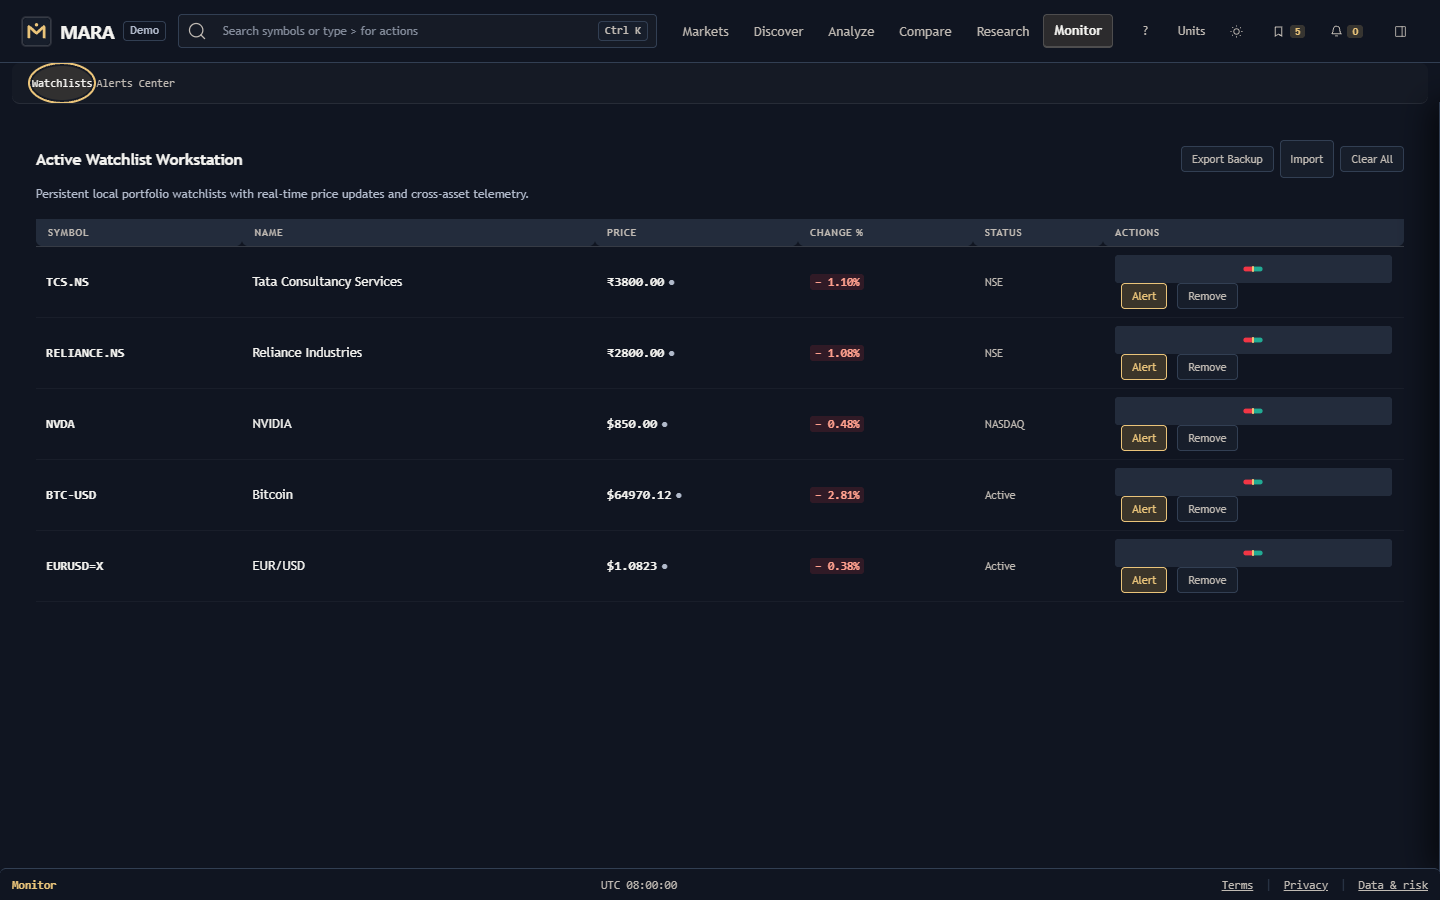 MARA Demo Search symbols or type > for actions Ctrl K Markets Discover Analyze Compare Research Monitor ? Units 5 0
Watchlists Alerts Center
Active Watchlist Workstation Export Backup Import Clear All
Persistent local portfolio watchlists with real-time price updates and cross-asset telemetry.
SYMBOL NAME PRICE CHANGE % STATUS ACTIONS
TCS.NS Tata Consultancy Services ₹3800.00 − 1.10% NSE
Alert Remove
RELIANCE.NS Reliance Industries ₹2800.00 − 1.08% NSE
Alert Remove
NVDA NVIDIA $850.00 − 0.48% NASDAQ
Alert Remove
BTC-USD Bitcoin $64970.12 − 2.81% Active
Alert Remove
EURUSD=X EUR/USD $1.0823 − 0.38% Active
Alert Remove
Monitor UTC 08:00:00 Terms Privacy Data & risk